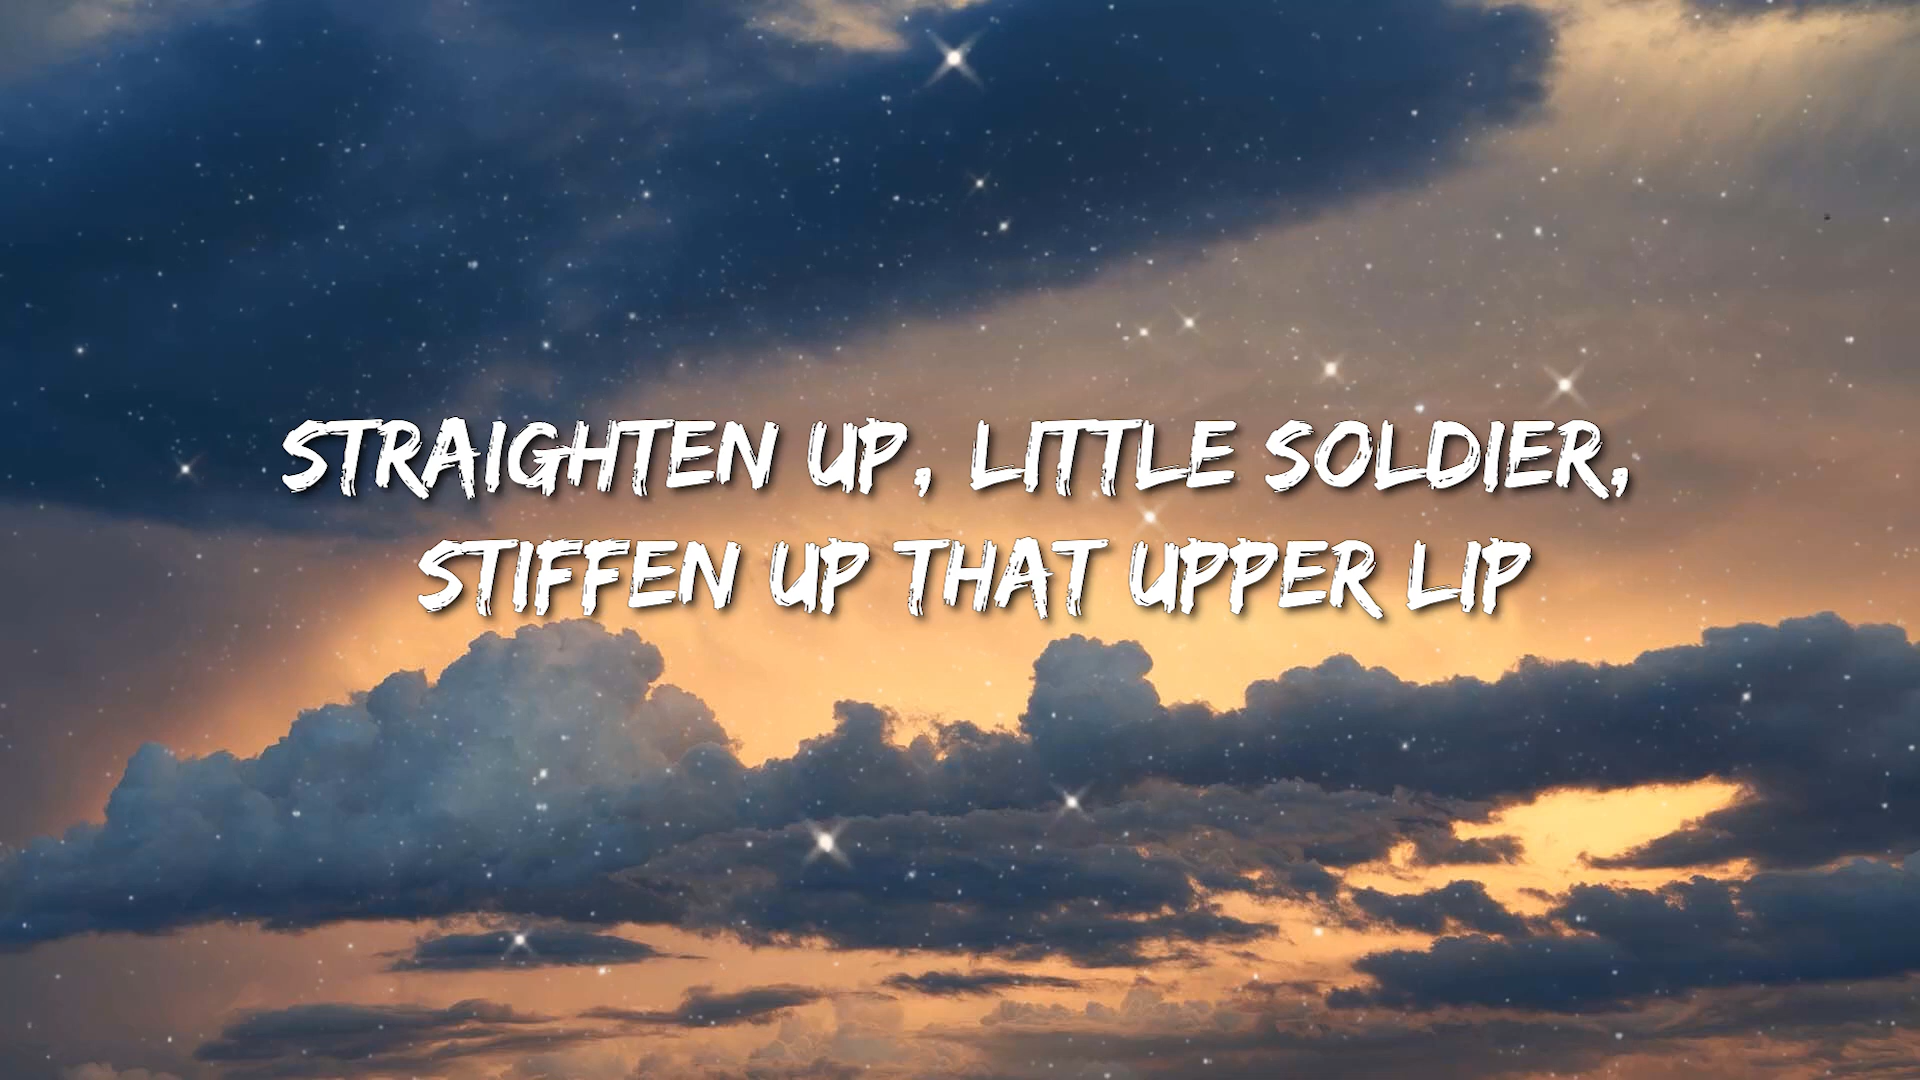 STRAIGHTEN UP, LITTLE SOLDIER,
STIFFEN UP THAT UPPER LIP